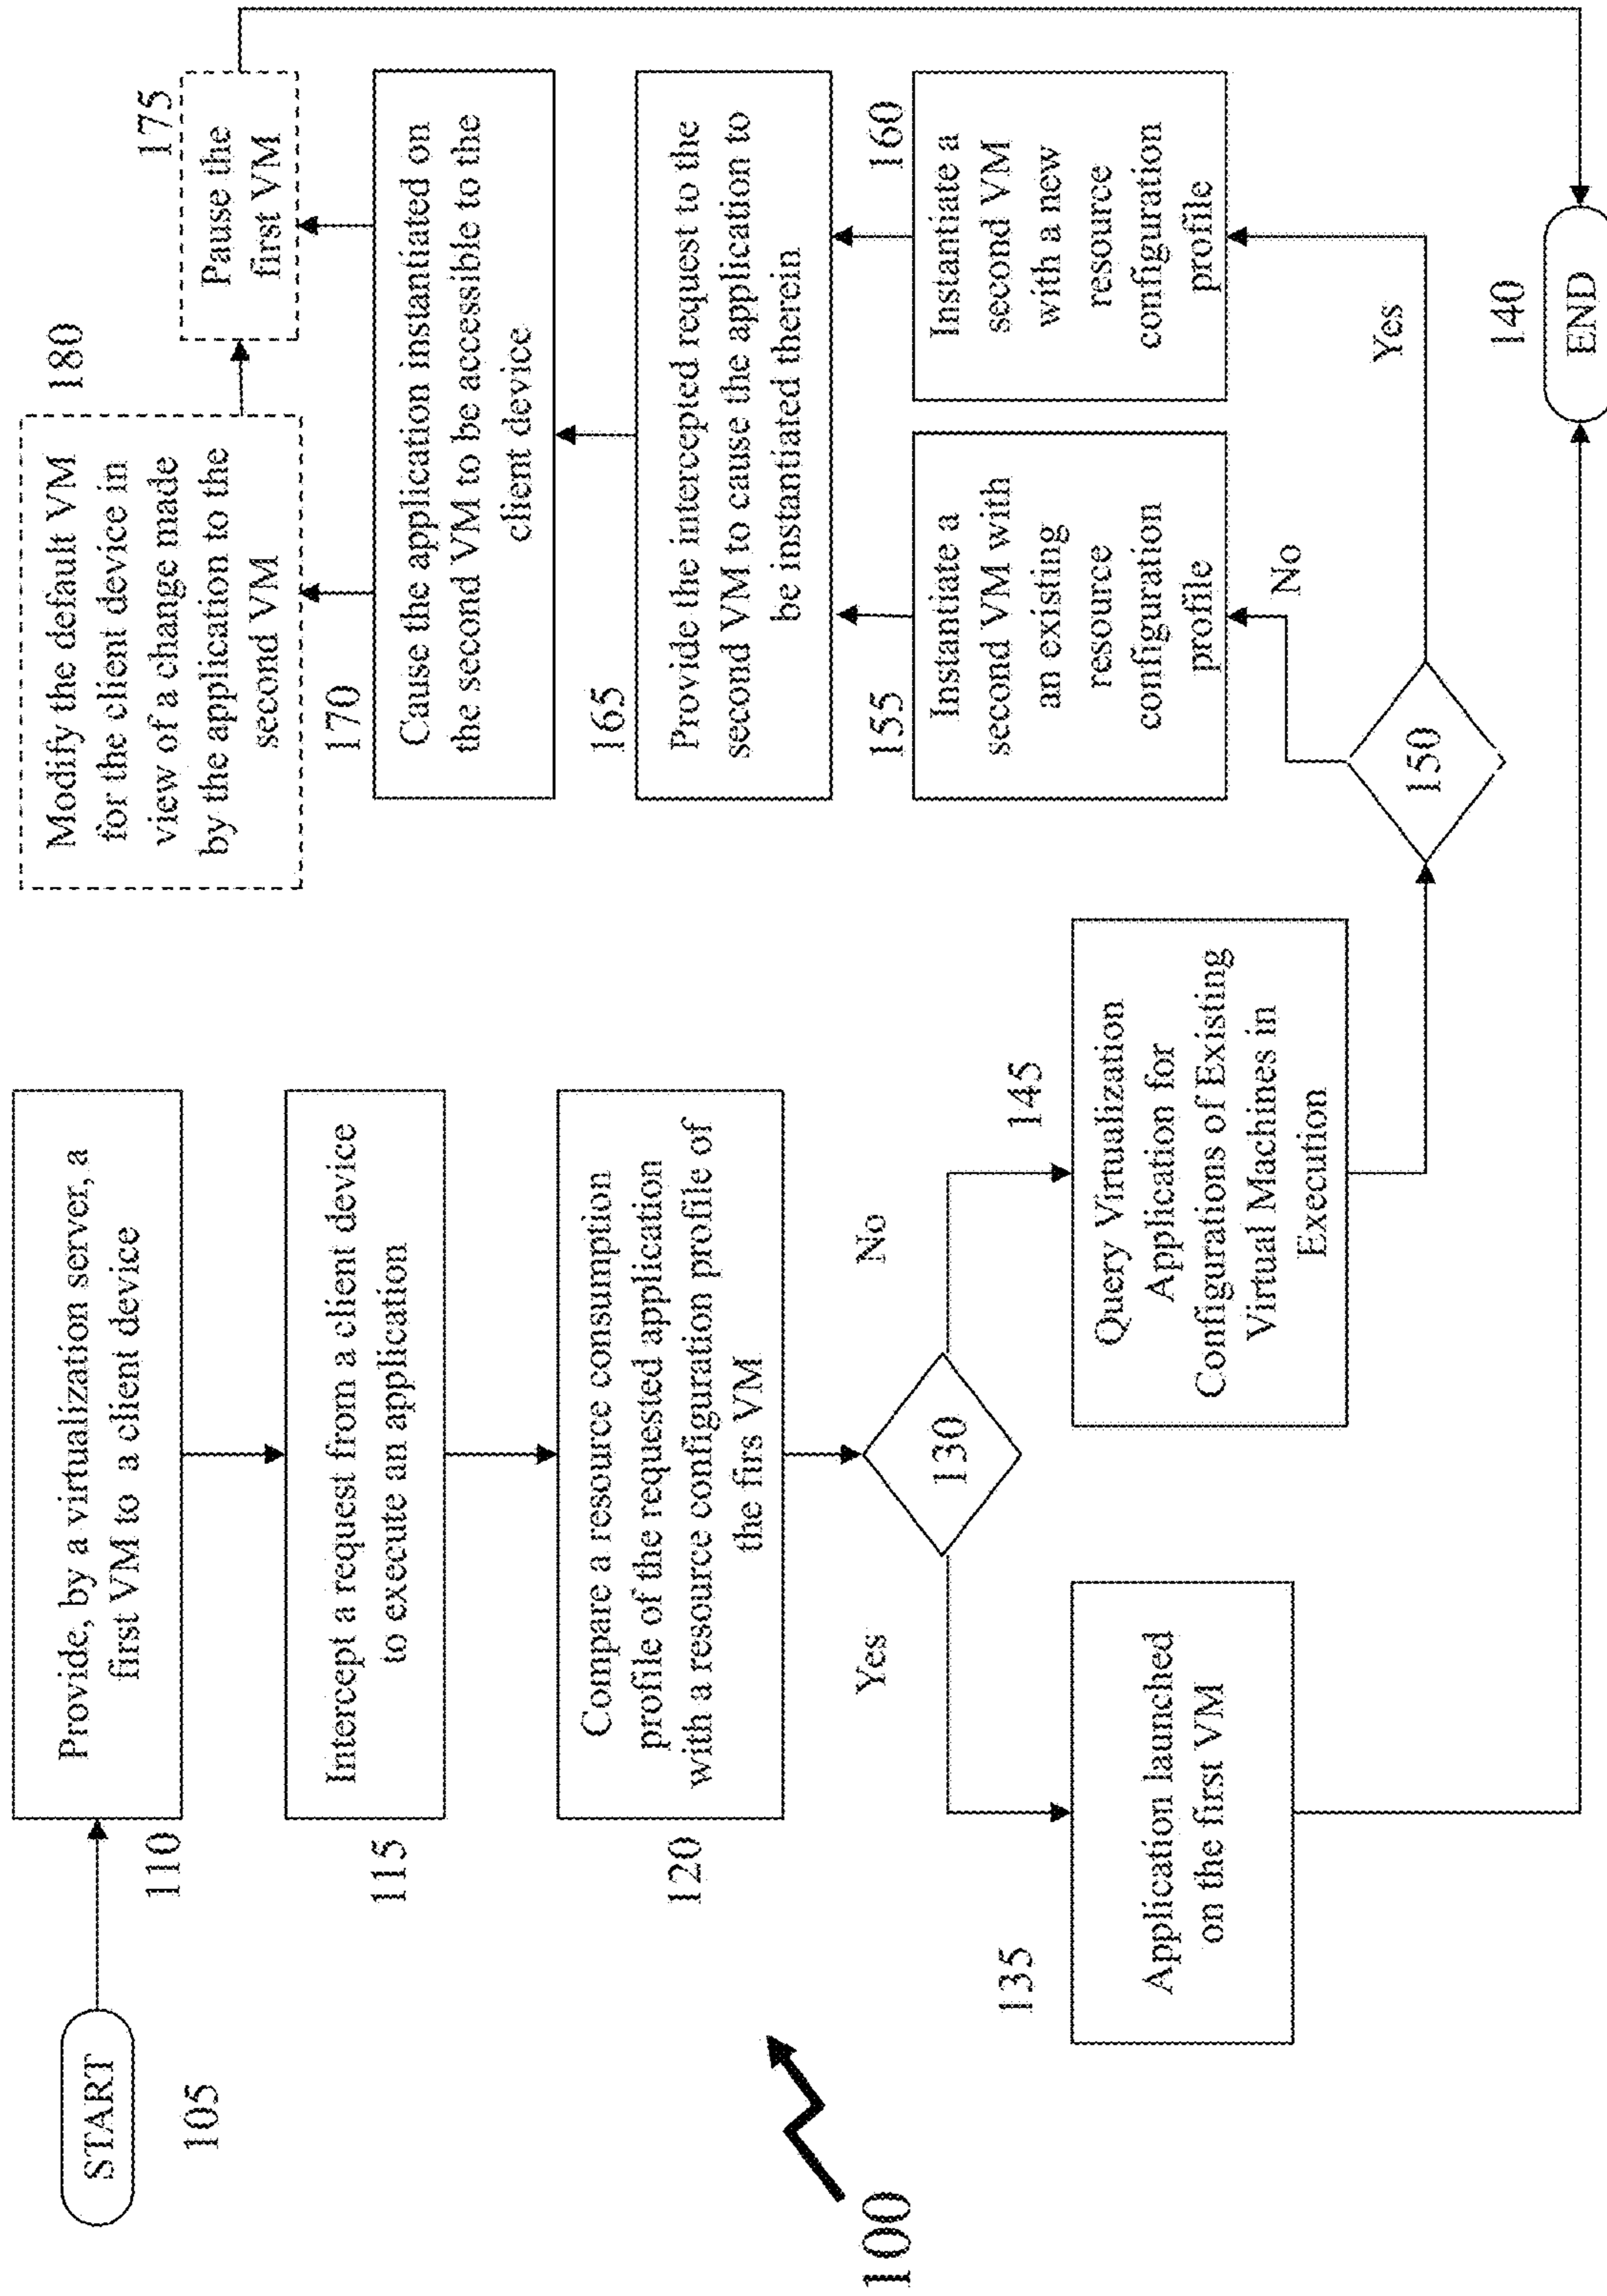 START
105
Provide, by a virtualization server, a
first VM to a client device
110
Intercept a request from a client device
to execute an application
115
Compare a resource consumption
profile of the requested application
with a resource configuration profile of
the firs VM
120
130
Yes
No
135
Application launched
on the first VM
145
Query Virtualization
Application for
Configurations of Existing
Virtual Machines in
Execution
150
No
Yes
155
Instantiate a
second VM with
an existing
resource
configuration
profile
160
Instantiate a
second VM
with a new
resource
configuration
profile
165
Provide the intercepted request to the
second VM to cause the application to
be instantiated therein
170
Cause the application instantiated on
the second VM to be accessible to the
client device
180
Modify the default VM
for the client device in
view of a change made
by the application to the
second VM
175
Pause the
first VM
140
END
100